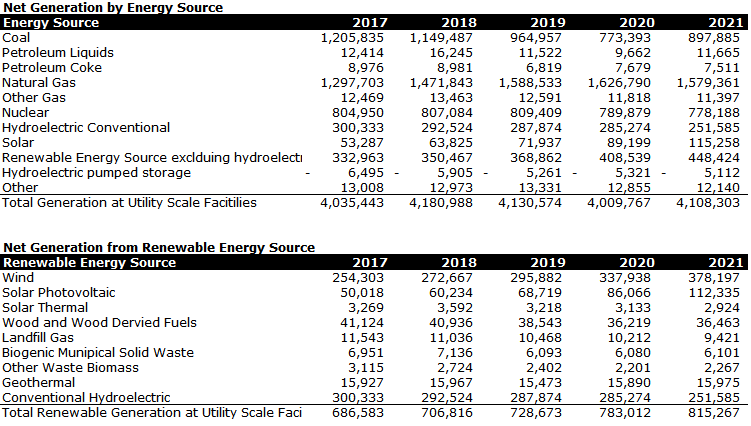 Net Generation by Energy Source
Energy Source 2017 2018 2019 2020 2021
Coal 1,205,835 1,149,487 964,957 773,393 897,885
Petroleum Liquids 12,414 16,245 11,522 9,662 11,665
Petroleum Coke 8,976 8,981 6,819 7,679 7,511
Natural Gas 1,297,703 1,471,843 1,588,533 1,626,790 1,579,361
Other Gas 12,469 13,463 12,591 11,818 11,397
Nuclear 804,950 807,084 809,409 789,879 778,188
Hydroelectric Conventional 300,333 292,524 287,874 285,274 251,585
Solar 53,287 63,825 71,937 89,199 115,258
Renewable Energy Source exclduing hydroelectri 332,963 350,467 368,862 408,539 448,424
Hydroelectric pumped storage - 6,495 - 5,905 - 5,261 - 5,321 - 5,112
Other 13,008 12,973 13,331 12,855 12,140
Total Generation at Utility Scale Facitilies 4,035,443 4,180,988 4,130,574 4,009,767 4,108,303
Net Generation from Renewable Energy Source
Renewable Energy Source 2017 2018 2019 2020 2021
Wind 254,303 272,667 295,882 337,938 378,197
Solar Photovoltaic 50,018 60,234 68,719 86,066 112,335
Solar Thermal 3,269 3,592 3,218 3,133 2,924
Wood and Wood Dervied Fuels 41,124 40,936 38,543 36,219 36,463
Landfill Gas 11,543 11,036 10,468 10,212 9,421
Biogenic Munipical Solid Waste 6,951 7,136 6,093 6,080 6,101
Other Waste Biomass 3,115 2,724 2,402 2,201 2,267
Geothermal 15,927 15,967 15,473 15,890 15,975
Conventional Hydroelectric 300,333 292,524 287,874 285,274 251,585
Total Renewable Generation at Utility Scale Faci 686,583 706,816 728,673 783,012 815,267